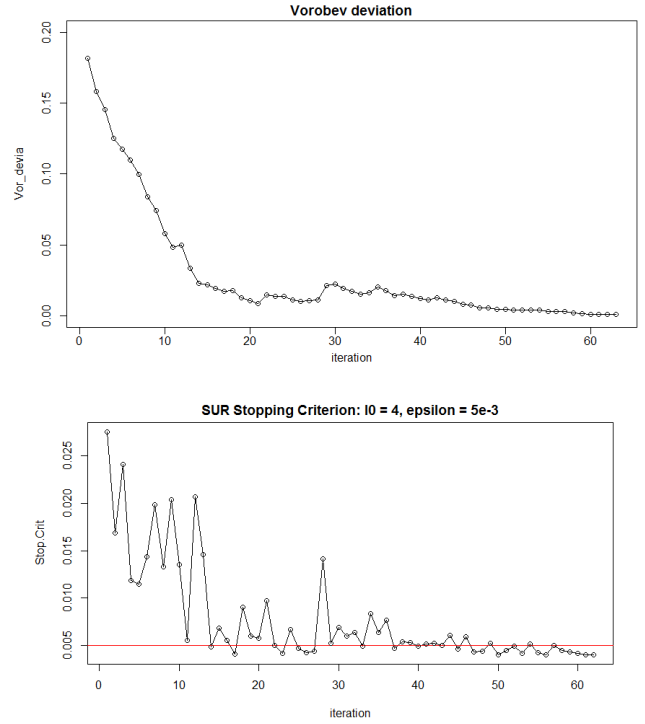 Vorobev deviation
0.20
0.15
0.10
0.05
0.00
Vor_devia
0 10 20 30 40 50 60
iteration
SUR Stopping Criterion: l0 = 4, epsilon = 5e-3
0.025
0.020
0.015
0.010
0.005
Stop.Crit
0 10 20 30 40 50 60
iteration